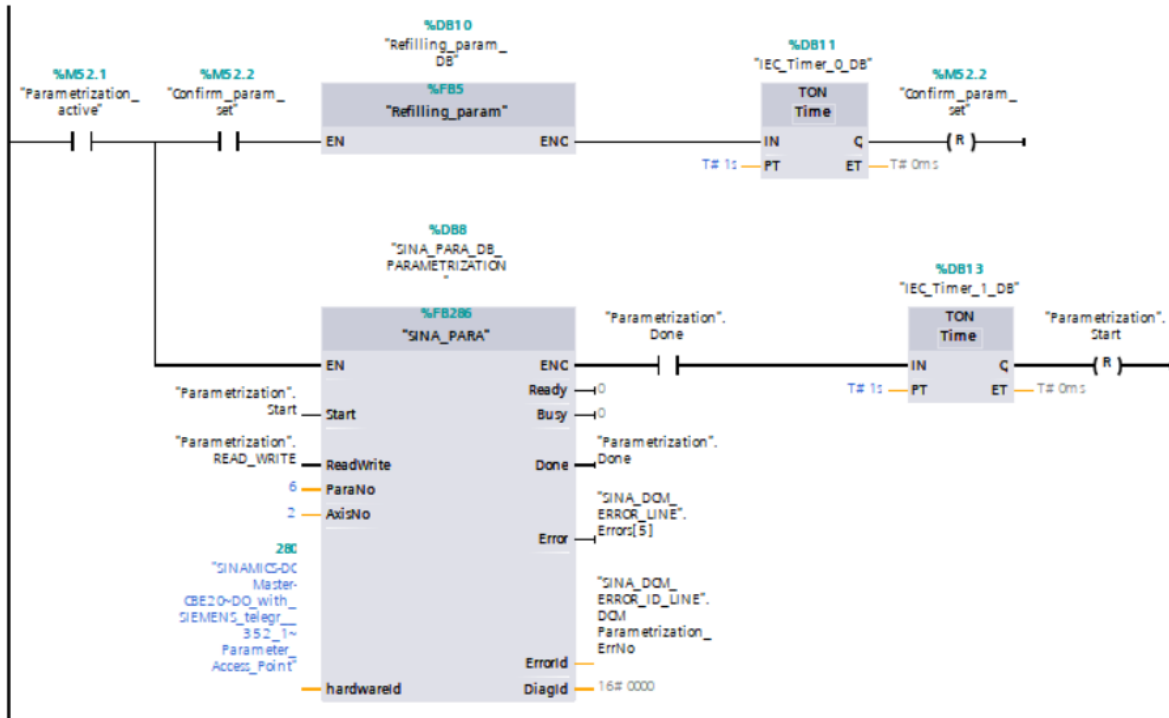 %DB10
"Refilling_param_
DB"
%DB11
"IEC_Timer_0_DB"
%M52.1
"Parametrization_
active"
%M52.2
"Confirm_param_
set"
%FB5
"Refilling_param"
EN
ENO
TON
Time
IN
Q
T# 1s
PT
ET
T# 0ms
%M52.2
"Confirm_param_
set"
R
%DB8
"SINA_PARA_DB_
PARAMETRIZATION
"
%FB286
"SINA_PARA"
EN
ENO
"Parametrization".
Done
%DB13
"IEC_Timer_1_DB"
TON
Time
IN
Q
T# 1s
PT
ET
T# 0ms
"Parametrization".
Start
R
Ready
0
"Parametrization".
Start
Start
Busy
0
"Parametrization".
READ_WRITE
ReadWrite
Done
"Parametrization".
Done
6
ParaNo
2
AxisNo
Error
"SINA_DCM_
ERROR_LINE".
Errors[5]
280
"SINAMICS-DC
Master-
CBE20~DO_with_
SIEMENS_telegr__
352_1~
Parameter_
Access_Point"
hardwareId
ErrorId
"SINA_DCM_
ERROR_ID_LINE".
DCM
Parametrization_
ErrNo
DiagId
16# 0000